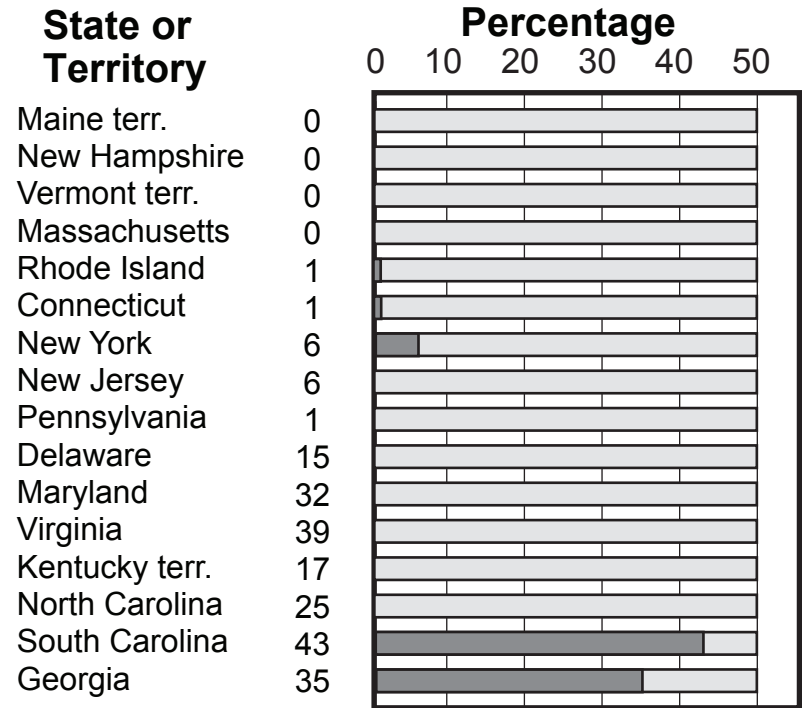 State or Percentage
Territory 0 10 20 30 40 50
Maine terr. 0
New Hampshire 0
Vermont terr. 0
Massachusetts 0
Rhode Island 1
Connecticut 1
New York 6
New Jersey 6
Pennsylvania 1
Delaware 15
Maryland 32
Virginia 39
Kentucky terr. 17
North Carolina 25
South Carolina 43
Georgia 35